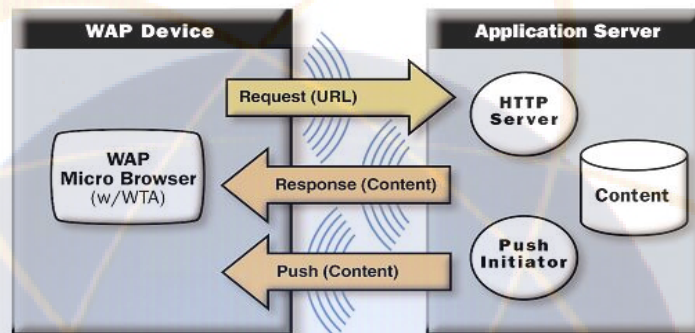 WAP Device
Application Server
Request (URL)
HTTP
Server
WAP
Micro Browser
(w/WTA)
Response (Content)
Content
Push (Content)
Push
Initiator